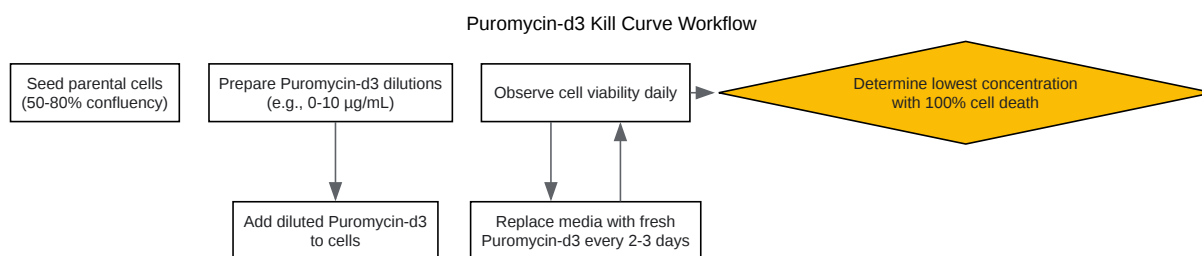 Puromycin-d3 Kill Curve Workflow
Seed parental cells
(50-80% confluency)
Prepare Puromycin-d3 dilutions
(e.g., 0-10 µg/mL)
Observe cell viability daily
Determine lowest concentration
with 100% cell death
Add diluted Puromycin-d3
to cells
Replace media with fresh
Puromycin-d3 every 2-3 days